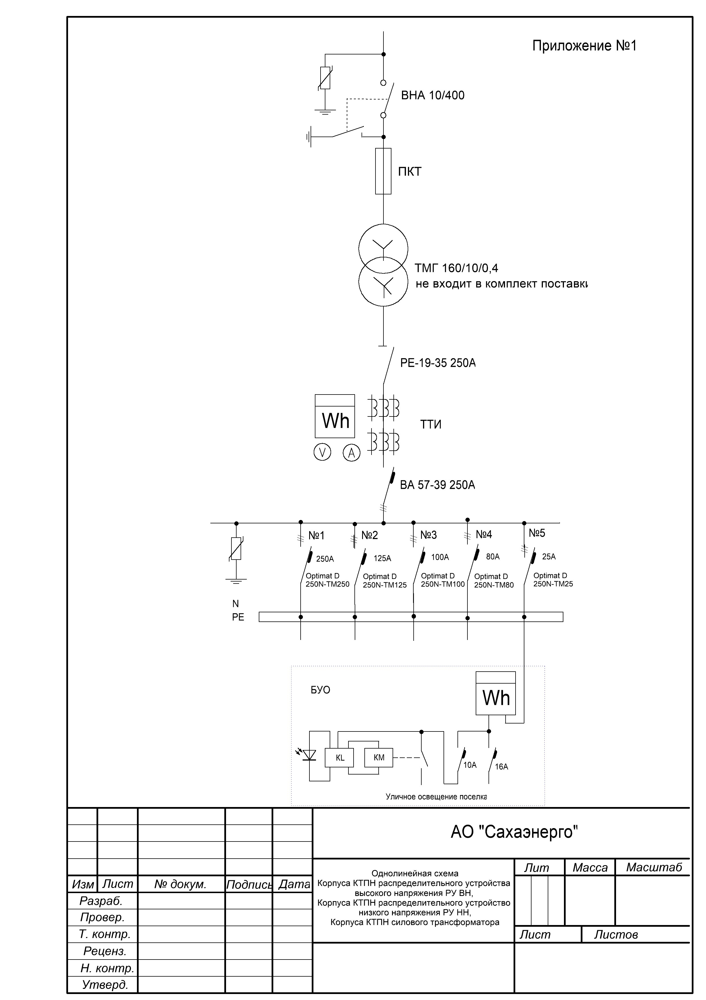 Приложение №1
ВНА 10/400
ПКТ
ТМГ 160/10/0,4
не входит в комплект поставки
РЕ-19-35 250А
Wh
ТТИ
V
A
ВА 57-39 250А
№1
№2
№3
№4
№5
250А
125А
100А
80А
25А
Optimat D
250N-TM250
Optimat D
250N-TM125
Optimat D
250N-TM100
Optimat D
250N-TM80
Optimat D
250N-TM25
N
PE
БУО
Wh
KL
KM
10А
16А
Уличное освещение поселка
АО "Сахаэнерго"
Однолинейная схема
Корпуса КТПН распределительного устройства
высокого напряжения РУ ВН,
Корпуса КТПН распределительного устройство
низкого напряжения РУ НН,
Корпуса КТПН силового трансформатора
Лит
Масса
Масштаб
Изм
Лист
№ докум.
Подпись
Дата
Разраб.
Провер.
Т. контр.
Реценз.
Н. контр.
Утверд.
Лист
Листов